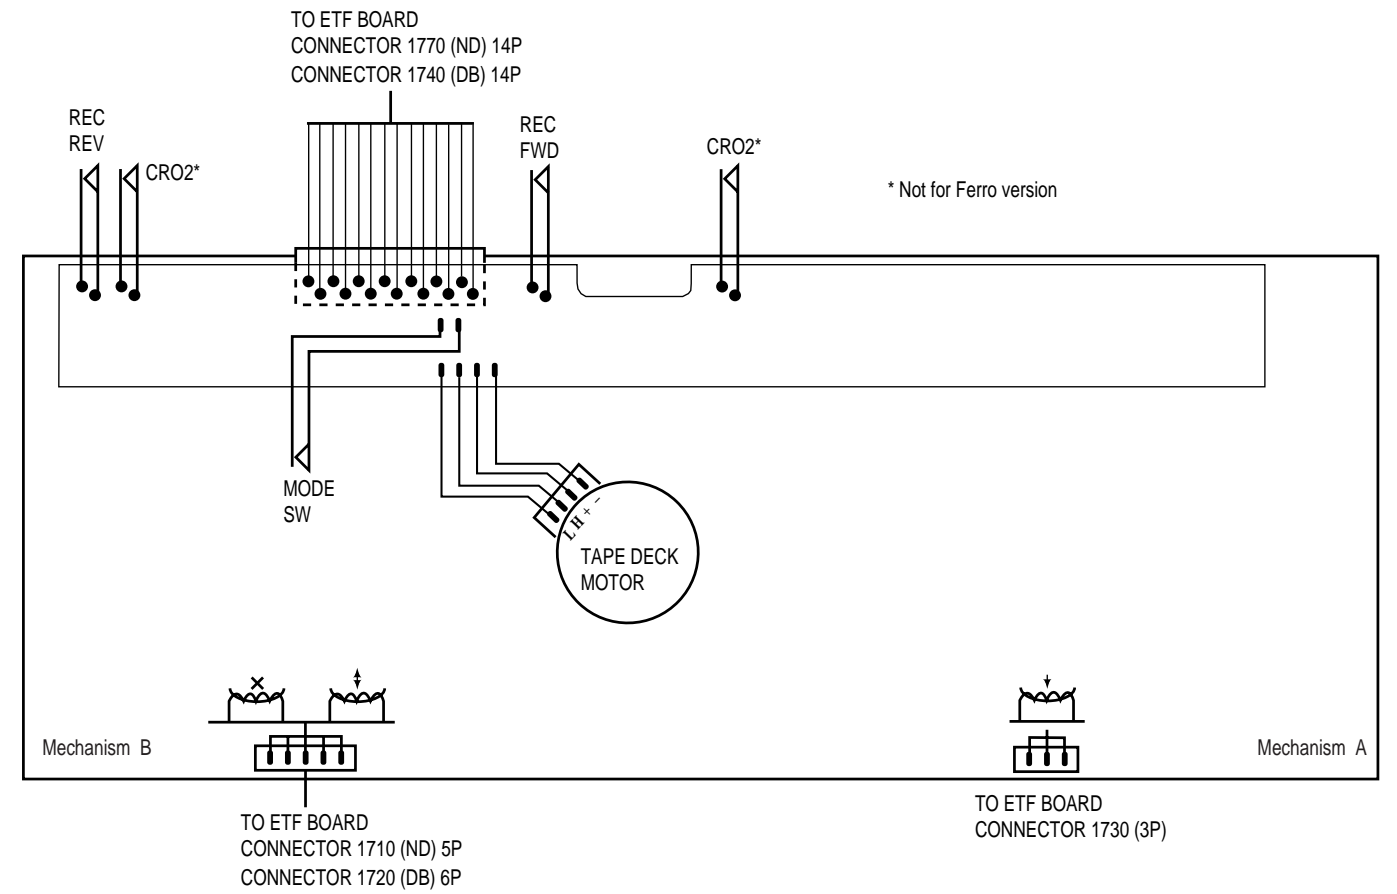 TO ETF BOARD
CONNECTOR 1770 (ND) 14P
CONNECTOR 1740 (DB) 14P
REC
REV
CRO2*
REC
FWD
CRO2*
* Not for Ferro version
MODE
SW
L H + −
TAPE DECK
MOTOR
Mechanism B
Mechanism A
TO ETF BOARD
CONNECTOR 1710 (ND) 5P
CONNECTOR 1720 (DB) 6P
TO ETF BOARD
CONNECTOR 1730 (3P)